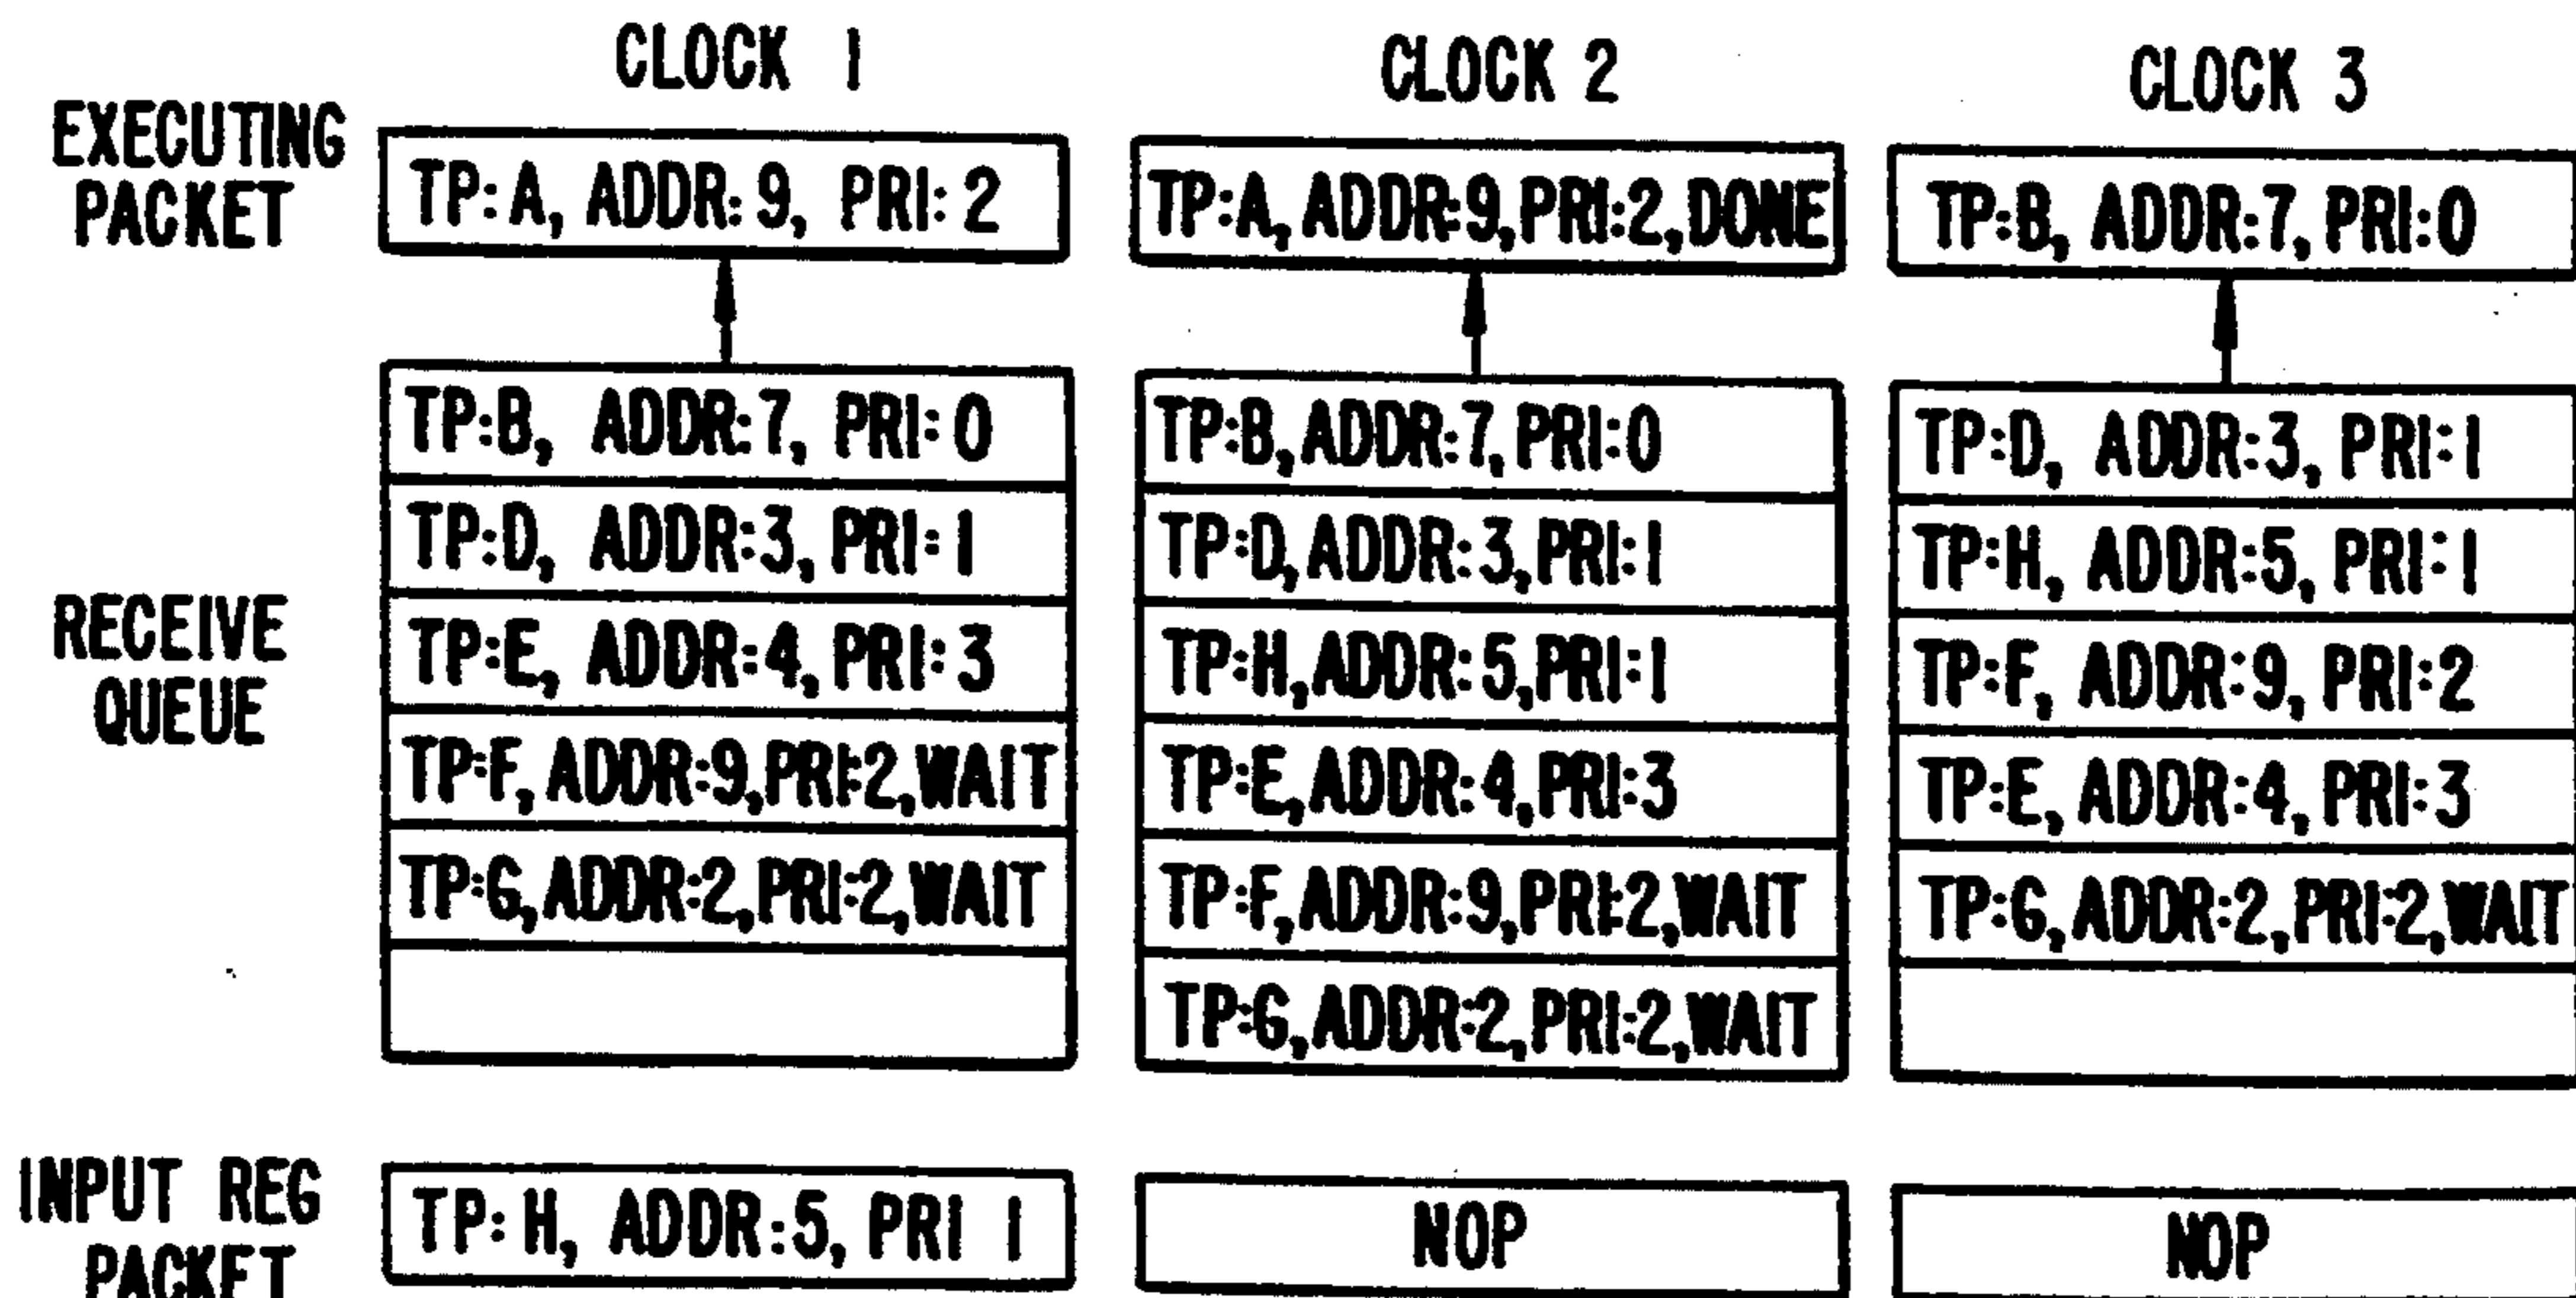 CLOCK 1
CLOCK 2
CLOCK 3
EXECUTING
PACKET
TP:A, ADDR:9, PRI:2
TP:A, ADDR:9, PRI:2, DONE
TP:B, ADDR:7, PRI:0
RECEIVE
QUEUE
TP:B, ADDR:7, PRI:0
TP:D, ADDR:3, PRI:1
TP:E, ADDR:4, PRI:3
TP:F, ADDR:9, PRI:2, WAIT
TP:G, ADDR:2, PRI:2, WAIT
TP:B, ADDR:7, PRI:0
TP:D, ADDR:3, PRI:1
TP:H, ADDR:5, PRI:1
TP:E, ADDR:4, PRI:3
TP:F, ADDR:9, PRI:2, WAIT
TP:G, ADDR:2, PRI:2, WAIT
TP:D, ADDR:3, PRI:1
TP:H, ADDR:5, PRI:1
TP:F, ADDR:9, PRI:2
TP:E, ADDR:4, PRI:3
TP:G, ADDR:2, PRI:2, WAIT
INPUT REG
PACKET
TP:H, ADDR:5, PRI 1
NOP
NOP